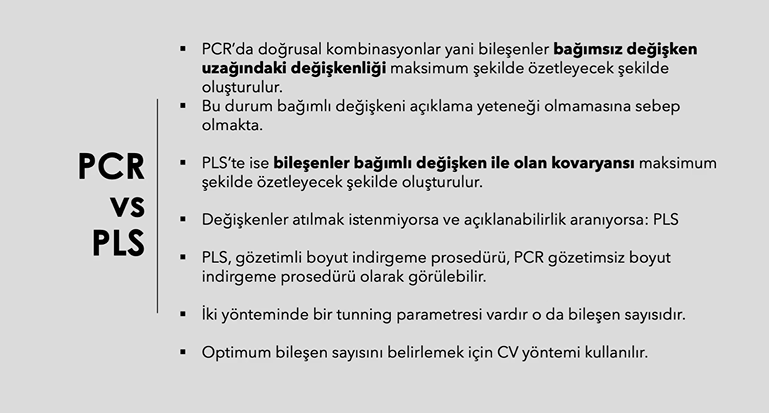 PCR
vs
PLS
▪ PCR’da doğrusal kombinasyonlar yani bileşenler bağımsız değişken
uzağındaki değişkenliği maksimum şekilde özetleyecek şekilde
oluşturulur.
▪ Bu durum bağımlı değişkeni açıklama yeteneği olmamasına sebep
olmakta.
▪ PLS’te ise bileşenler bağımlı değişken ile olan kovaryansı maksimum
şekilde özetleyecek şekilde oluşturulur.
▪ Değişkenler atılmak istenmiyorsa ve açıklanabilirlik aranıyorsa: PLS
▪ PLS, gözetimli boyut indirgeme prosedürü, PCR gözetimsiz boyut
indirgeme prosedürü olarak görülebilir.
▪ İki yönteminde bir tunning parametresi vardır o da bileşen sayısıdır.
▪ Optimum bileşen sayısını belirlemek için CV yöntemi kullanılır.